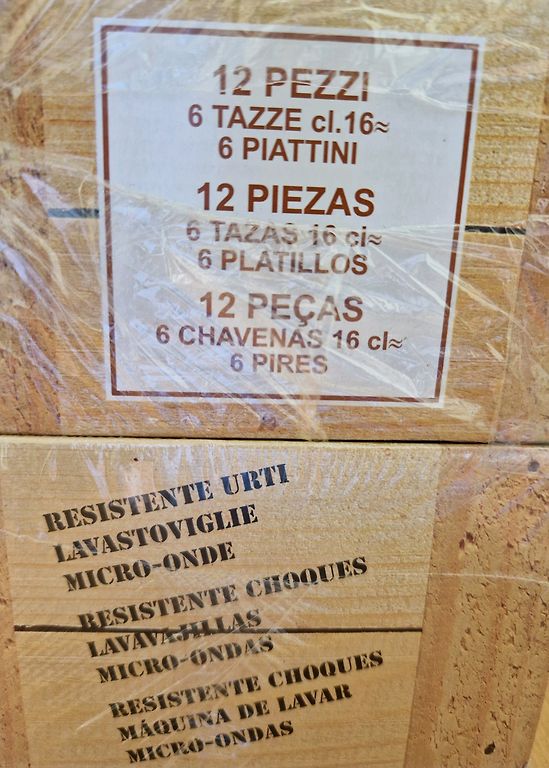 12 PEZZI
6 TAZZE cl.16≈
6 PIATTINI
12 PIEZAS
6 TAZAS 16 cl≈
6 PLATILLOS
12 PEÇAS
6 CHAVENAS 16 cl≈
6 PIRES
RESISTENTE URTI
LAVASTOVIGLIE
MICRO-ONDE
RESISTENTE CHOQUES
LAVAVAJILLAS
MICRO-ONDAS
RESISTENTE CHOQUES
MÁQUINA DE LAVAR
MICRO-ONDAS